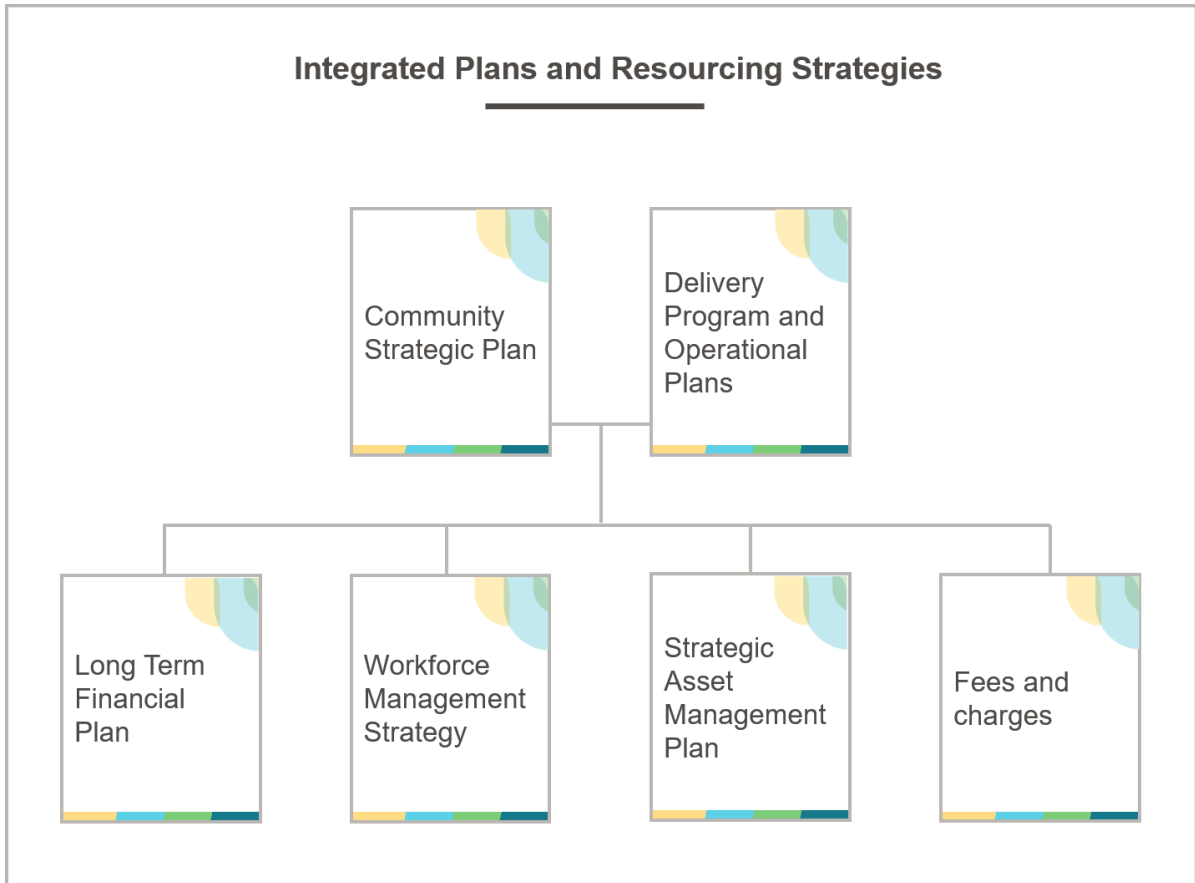 Integrated Plans and Resourcing Strategies
Community
Strategic Plan
Delivery
Program and
Operational
Plans
Long Term
Financial
Plan
Workforce
Management
Strategy
Strategic
Asset
Management
Plan
Fees and
charges